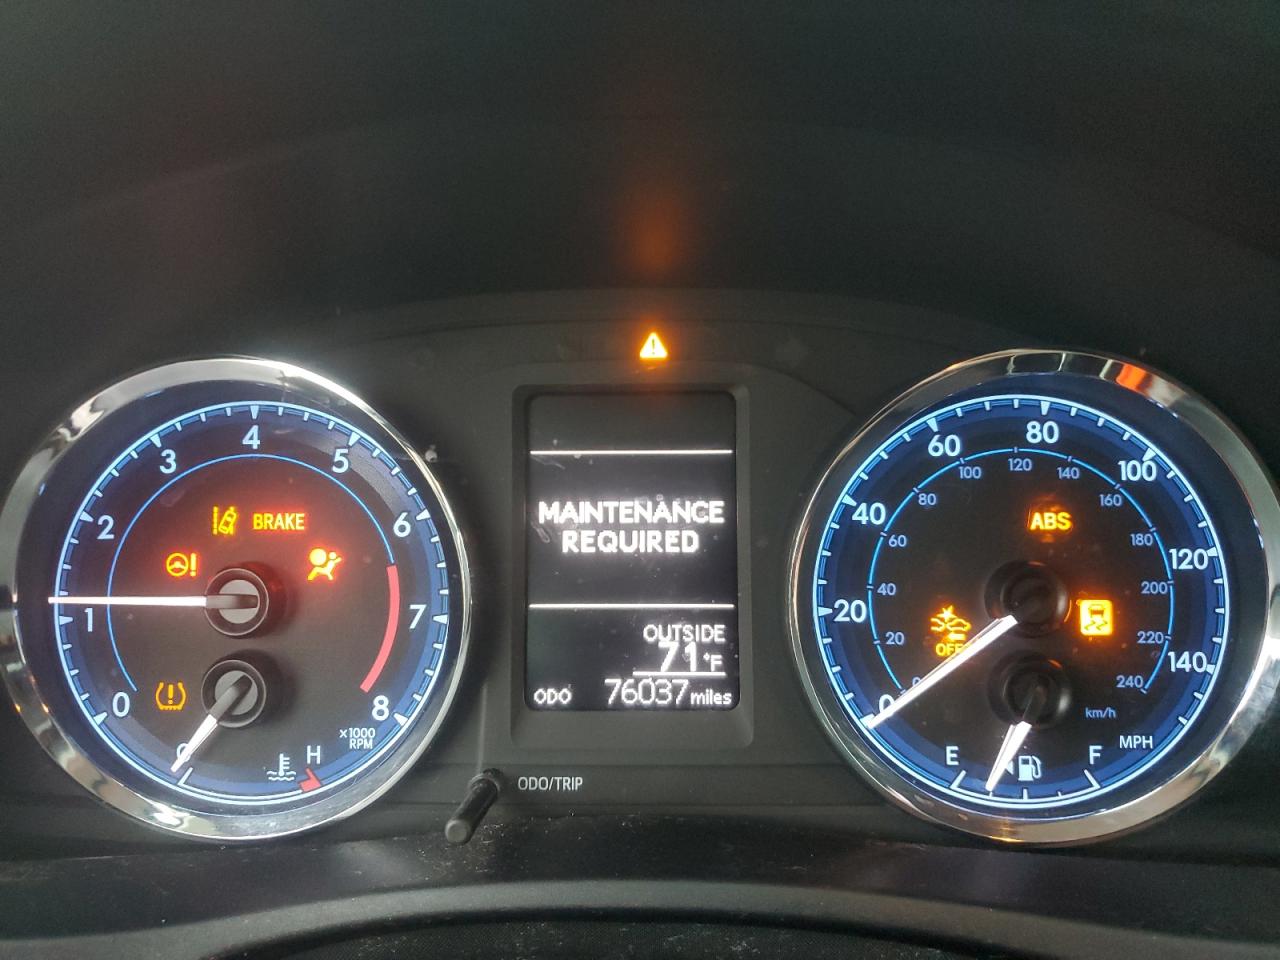 0
1
2
3
4
5
6
7
8
BRAKE
x1000
RPM
H
MAINTENANCE
REQUIRED
OUTSIDE
71°F
ODO 76037 miles
ODO/TRIP
0
20
40
60
80
100
120
140
20
40
60
80
100
120
140
160
180
200
220
240
ABS
OFF
km/h
MPH
E
F